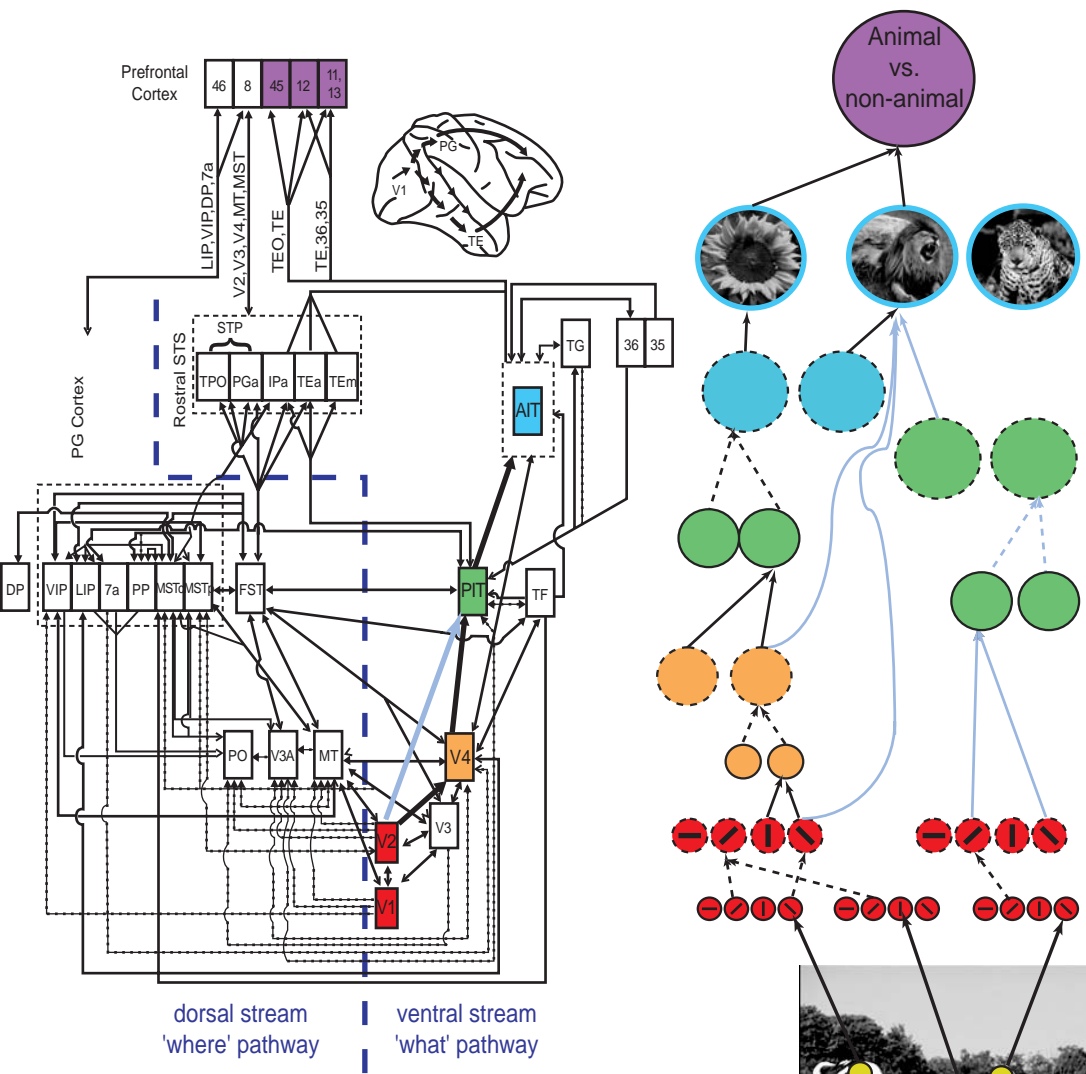 Prefrontal
Cortex
46
8
45
12
11,
13
LIP,VIP,DP,7a
V2,V3,V4,MT,MST
TEO,TE
TE,36,35
PG
V1
TE
PG Cortex
Rostral STS
STP
TPO
PGa
IPa
TEa
TEm
TG
36
35
AIT
DP
VIP
LIP
7a
PP
MSTp
FST
PIT
TF
PO
V3A
MT
V4
V3
V2
V1
dorsal stream
'where' pathway
ventral stream
'what' pathway
Animal
vs.
non-animal